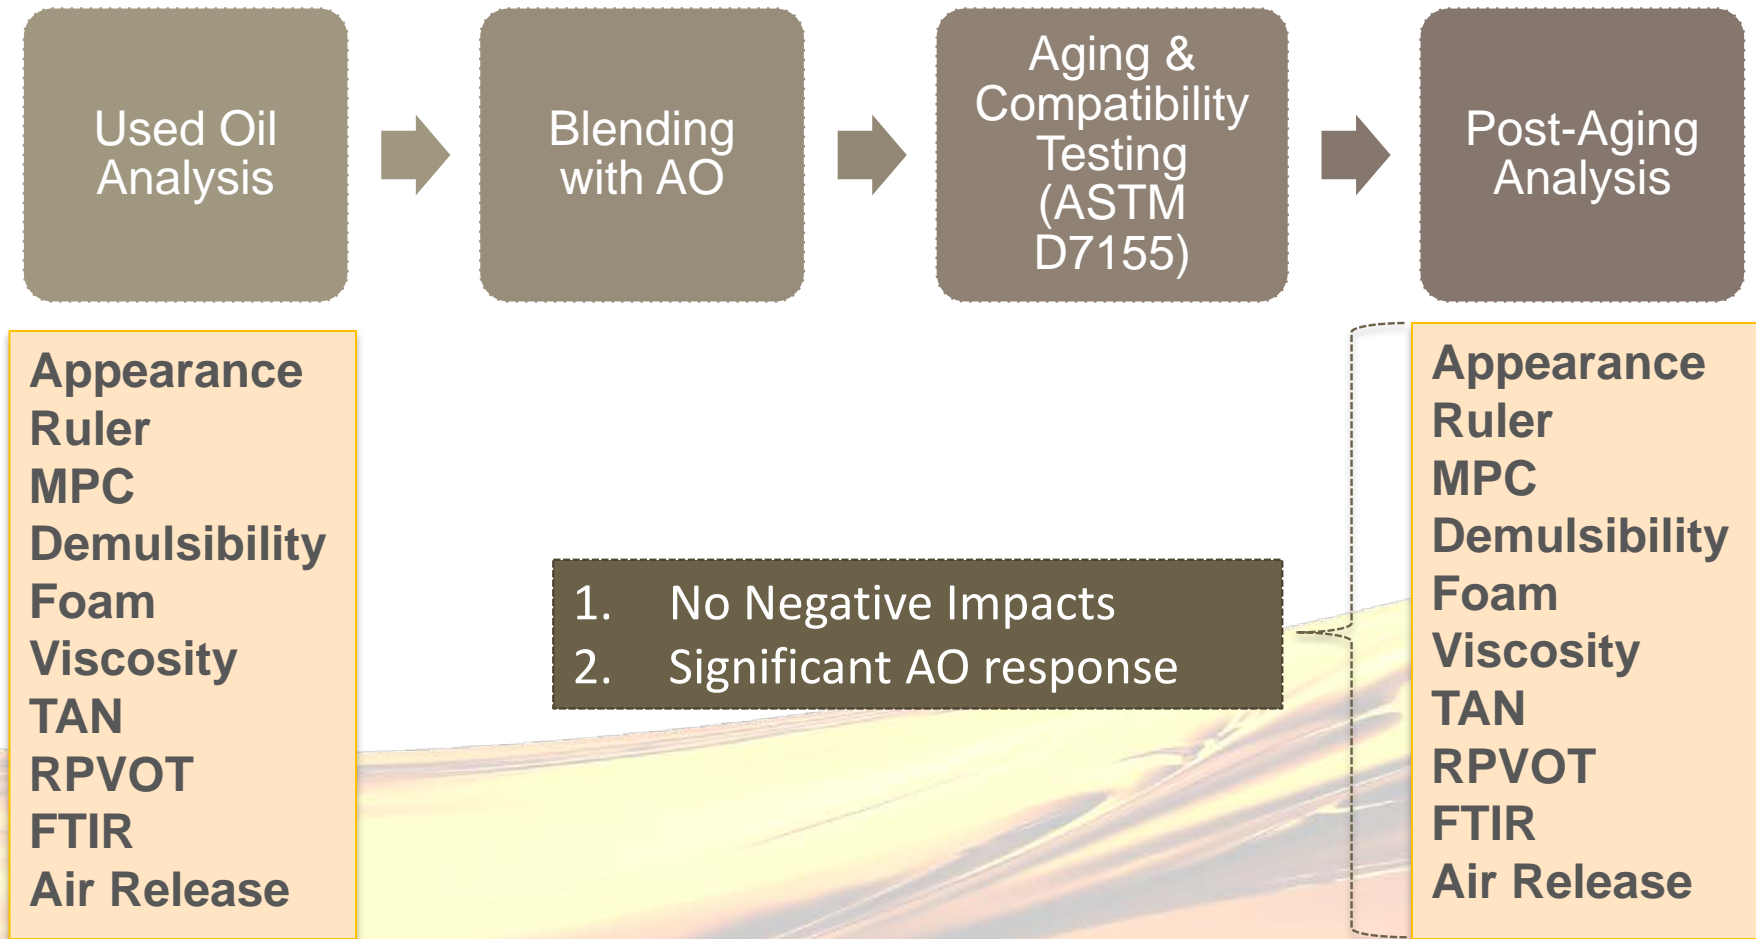 Used Oil
Analysis
Blending
with AO
Aging &
Compatibility
Testing
(ASTM
D7155)
Post-Aging
Analysis
Appearance
Ruler
MPC
Demulsibility
Foam
Viscosity
TAN
RPVOT
FTIR
Air Release
1. No Negative Impacts
2. Significant AO response
Appearance
Ruler
MPC
Demulsibility
Foam
Viscosity
TAN
RPVOT
FTIR
Air Release